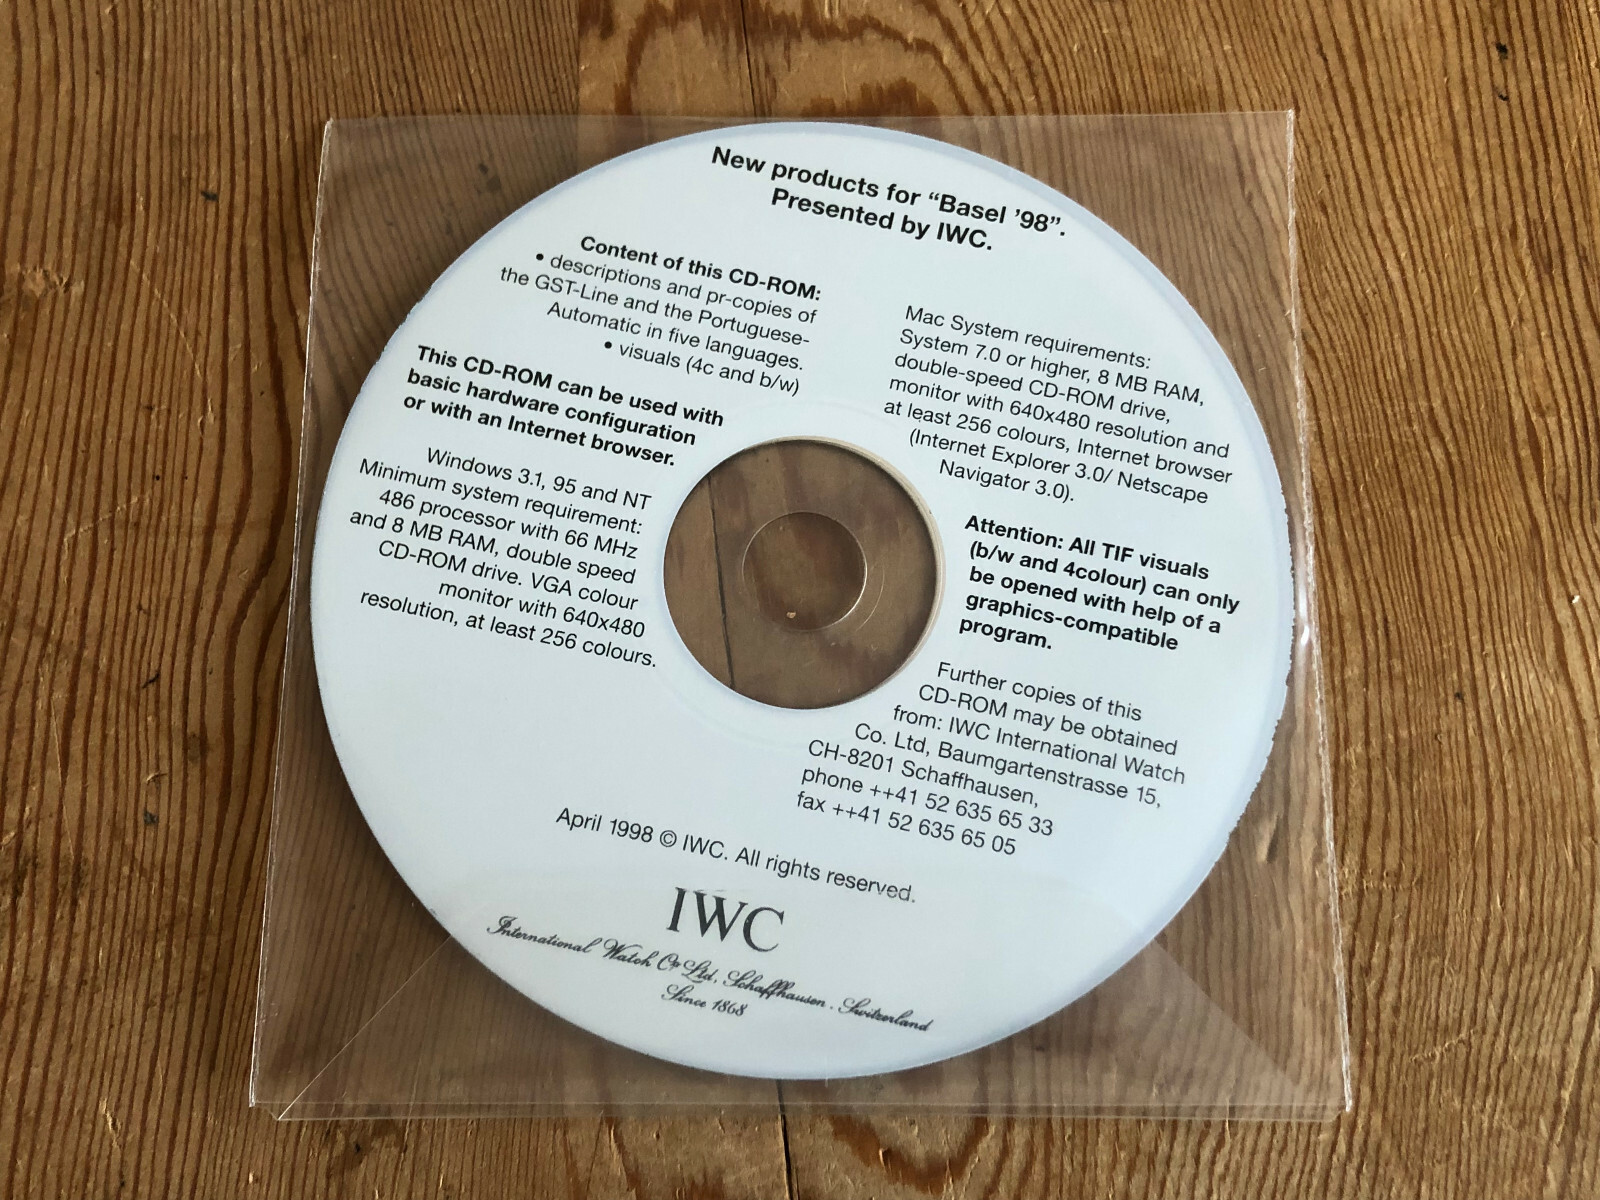 New products for “Basel ’98”.
Presented by IWC.
Content of this CD-ROM:
• descriptions and pr-copies of
the GST-Line and the Portuguese-
Automatic in five languages.
• visuals (4c and b/w)
This CD-ROM can be used with
basic hardware configuration
or with an Internet browser.
Windows 3.1, 95 and NT
Minimum system requirement:
486 processor with 66 MHz
and 8 MB RAM, double speed
CD-ROM drive. VGA colour
monitor with 640x480
resolution, at least 256 colours.
Mac System requirements:
System 7.0 or higher, 8 MB RAM,
double-speed CD-ROM drive,
monitor with 640x480 resolution and
at least 256 colours, Internet browser
(Internet Explorer 3.0/ Netscape
Navigator 3.0).
Attention: All TIF visuals
(b/w and 4colour) can only
be opened with help of a
graphics-compatible
program.
Further copies of this
CD-ROM may be obtained
from: IWC International Watch
Co. Ltd, Baumgartenstrasse 15,
CH-8201 Schaffhausen,
phone ++41 52 635 65 33
fax ++41 52 635 65 05
April 1998 © IWC. All rights reserved.
IWC
International Watch Co. Ltd. Schaffhausen . Switzerland
Since 1868